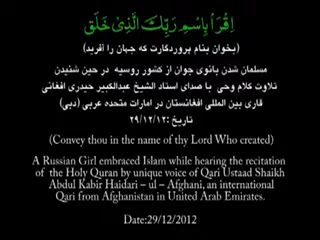 اِقْرَأْ بِاسْمِ رَبِّكَ الَّذِیْ خَلَقَ
(بخوان بنام پروردگارت که جهان را آفرید)
مسلمان شدن بانوی جوان از کشور روسیه در حین شنیدن
تلاوت کلام وحی با صدای استاد الشیخ عبدالکبیر حیدری افغانی
قاری بین المللی افغانستان در امارات متحده عربی (دبی)
تاریخ : ۲۹/۱۲/۱۲
(Convey thou in the name of thy Lord Who created)
A Russian Girl embraced Islam while hearing the recitation
of the Holy Quran by unique voice of Qari Ustaad Shaikh
Abdul Kabir Haidari – ul – Afghani, an international
Qari from Afghanistan in United Arab Emirates.
Date:29/12/2012